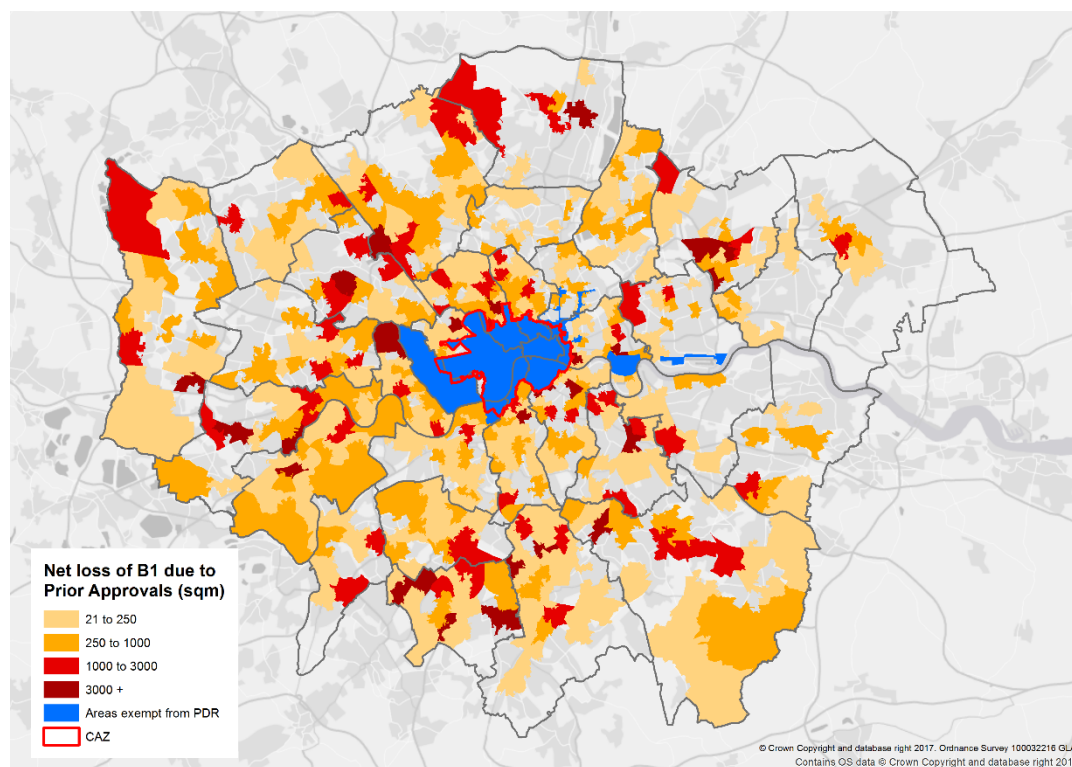 Net loss of B1 due to
Prior Approvals (sqm)
21 to 250
250 to 1000
1000 to 3000
3000 +
Areas exempt from PDR
CAZ
© Crown Copyright and database right 2017. Ordnance Survey 100032216 GL
Contains OS data © Crown Copyright and database right 201